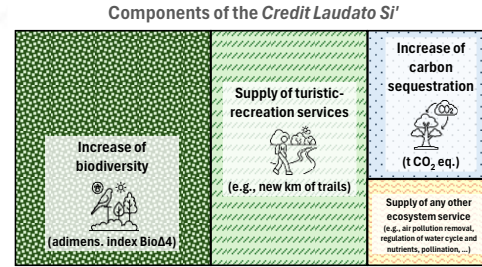 Components of the Credit Laudato Si'
Increase of
biodiversity
(adimens. index BioΔ4)
Supply of turistic-
recreation services
(e.g., new km of trails)
Increase of
carbon
sequestration
CO₂
(t CO₂ eq.)
Supply of any other
ecosystem service
(e.g., air pollution removal,
regulation of water cycle and
nutrients, pollination, ...)